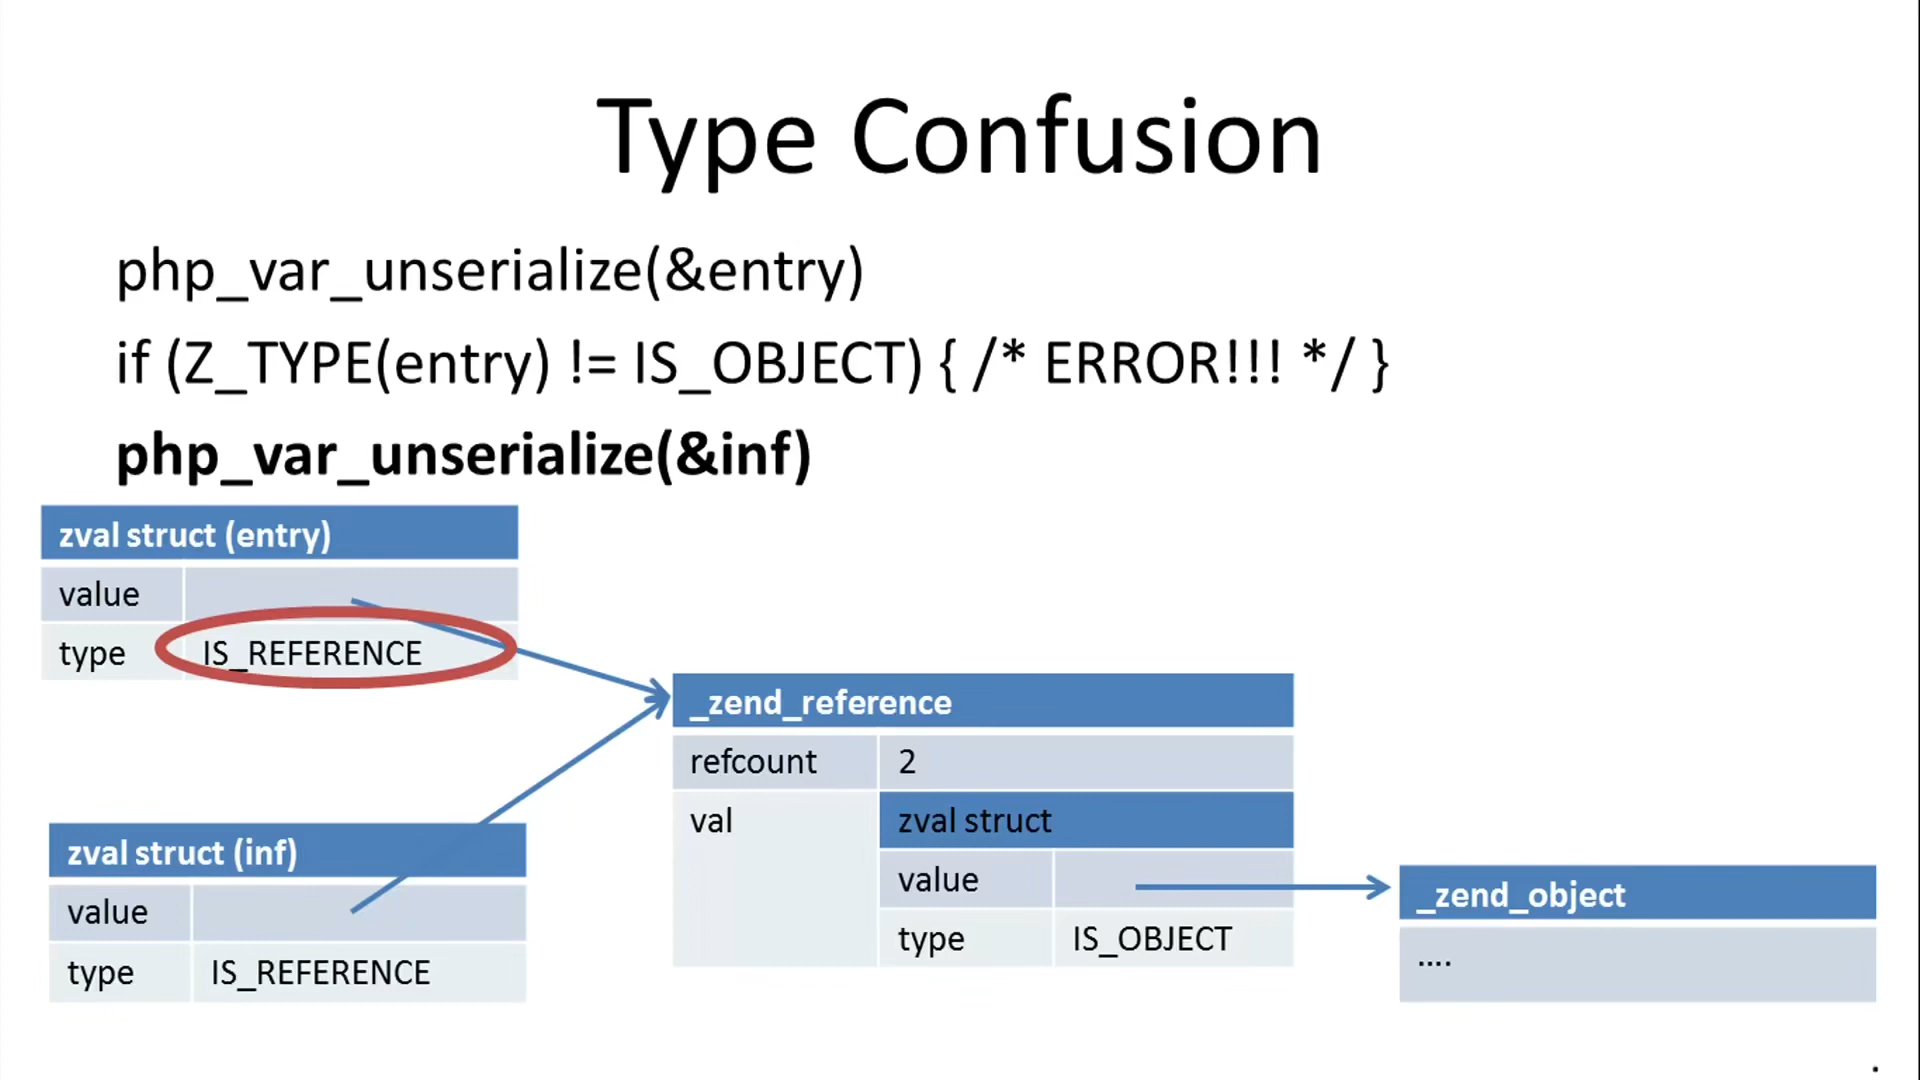 Type Confusion
php_var_unserialize(&entry)
if (Z_TYPE(entry) != IS_OBJECT) { /* ERROR!!! */ }
php_var_unserialize(&inf)
zval struct (entry)
value
type IS_REFERENCE
_zend_reference
refcount 2
val zval struct
value
type IS_OBJECT
zval struct (inf)
value
type IS_REFERENCE
_zend_object
....
.